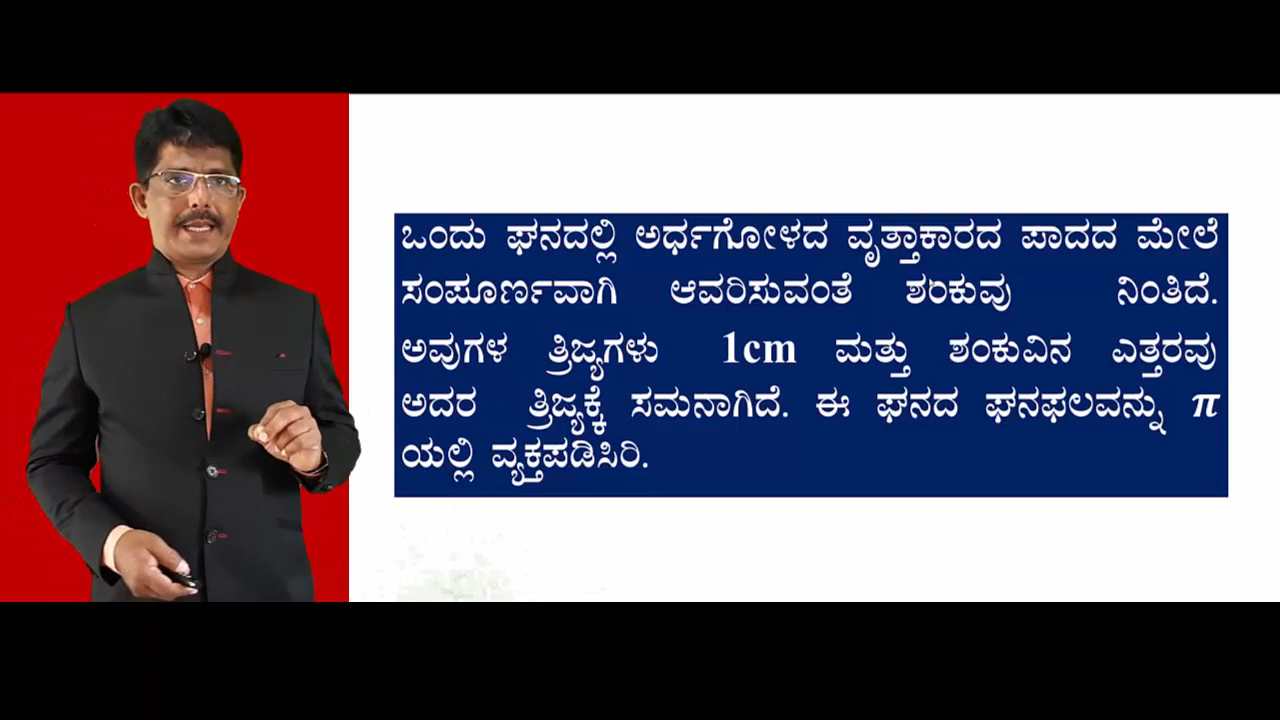 ಒಂದು ಘನದಲ್ಲಿ ಅರ್ಧಗೋಳದ ವೃತ್ತಾಕಾರದ ಪಾದದ ಮೇಲೆ
ಸಂಪೂರ್ಣವಾಗಿ ಆವರಿಸುವಂತೆ ಶಂಕುವು ನಿಂತಿದೆ.
ಅವುಗಳ ತ್ರಿಜ್ಯಗಳು 1cm ಮತ್ತು ಶಂಕುವಿನ ಎತ್ತರವು
ಅದರ ತ್ರಿಜ್ಯಕ್ಕೆ ಸಮನಾಗಿದೆ. ಈ ಘನದ ಘನಫಲವನ್ನು π
ಯಲ್ಲಿ ವ್ಯಕ್ತಪಡಿಸಿರಿ.